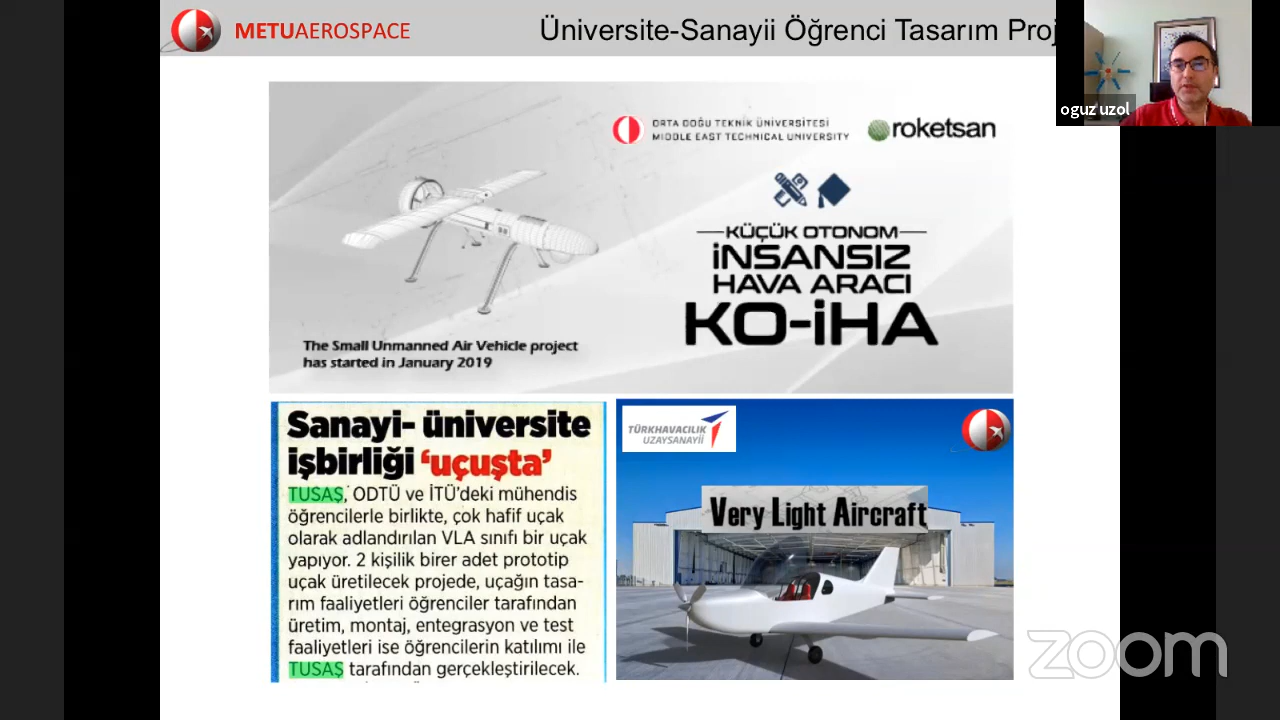 METUAEROSPACE
Üniversite-Sanayii Öğrenci Tasarım Proj
oguz uzol
ORTA DOĞU TEKNİK ÜNİVERSİTESİ
MIDDLE EAST TECHNICAL UNIVERSITY
roketsan
KÜÇÜK OTONOM
İNSANSIZ
HAVA ARACI
KO-İHA
The Small Unmanned Air Vehicle project
has started in January 2019
Sanayi- üniversite
işbirliği ‘uçuşta’
TUSAŞ, ODTÜ ve İTÜ’deki mühendis
öğrencilerle birlikte, çok hafif uçak
olarak adlandırılan VLA sınıfı bir uçak
yapıyor. 2 kişilik birer adet prototip
uçak üretilecek projede, uçağın tasa-
rım faaliyetleri öğrenciler tarafından
üretim, montaj, entegrasyon ve test
faaliyetleri ise öğrencilerin katılımı ile
TUSAŞ tarafından gerçekleştirilecek.
TÜRKHAVACILIK
UZAYSANAYİİ
Very Light Aircraft
zoom